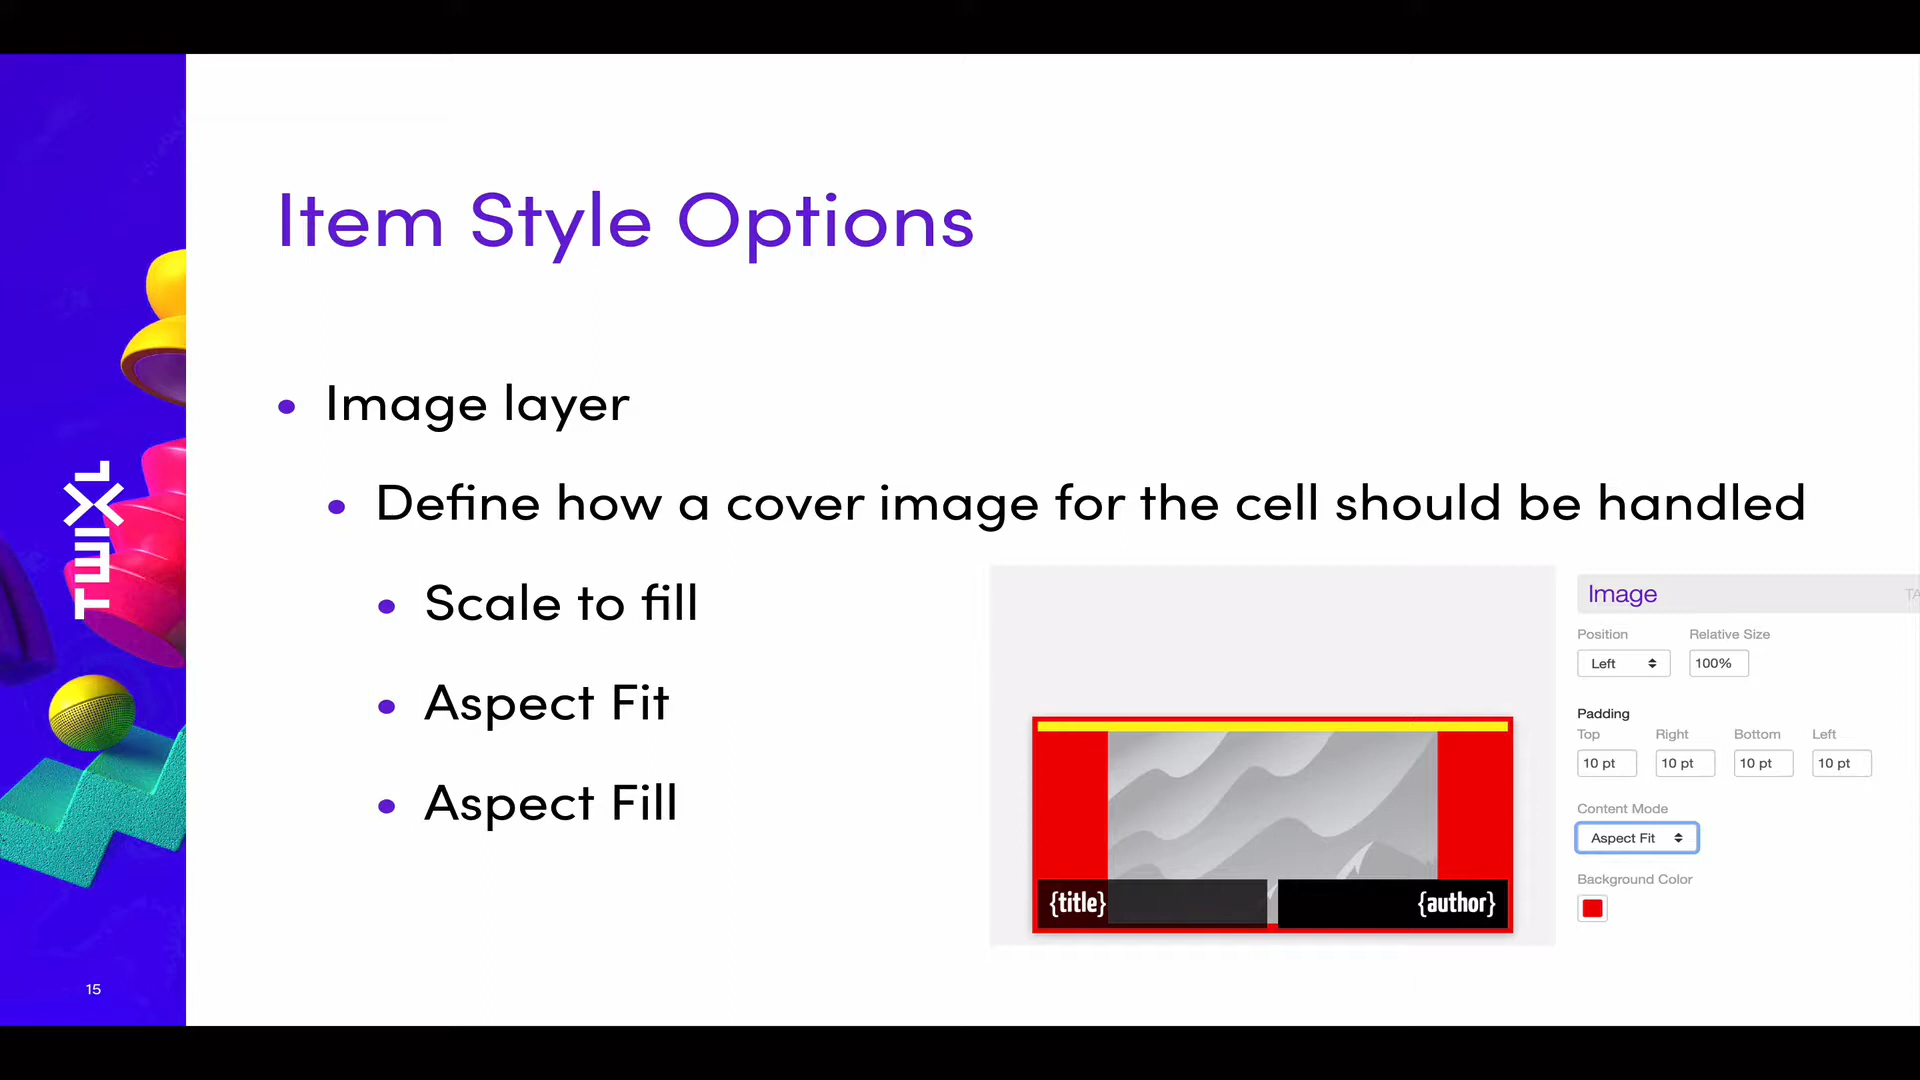 TWIXL
15
Item Style Options
Image layer
Define how a cover image for the cell should be handled
Scale to fill
Aspect Fit
Aspect Fill
{title}
{author}
Image
TA
Position
Relative Size
Left
100%
Padding
Top
Right
Bottom
Left
10 pt
10 pt
10 pt
10 pt
Content Mode
Aspect Fit
Background Color